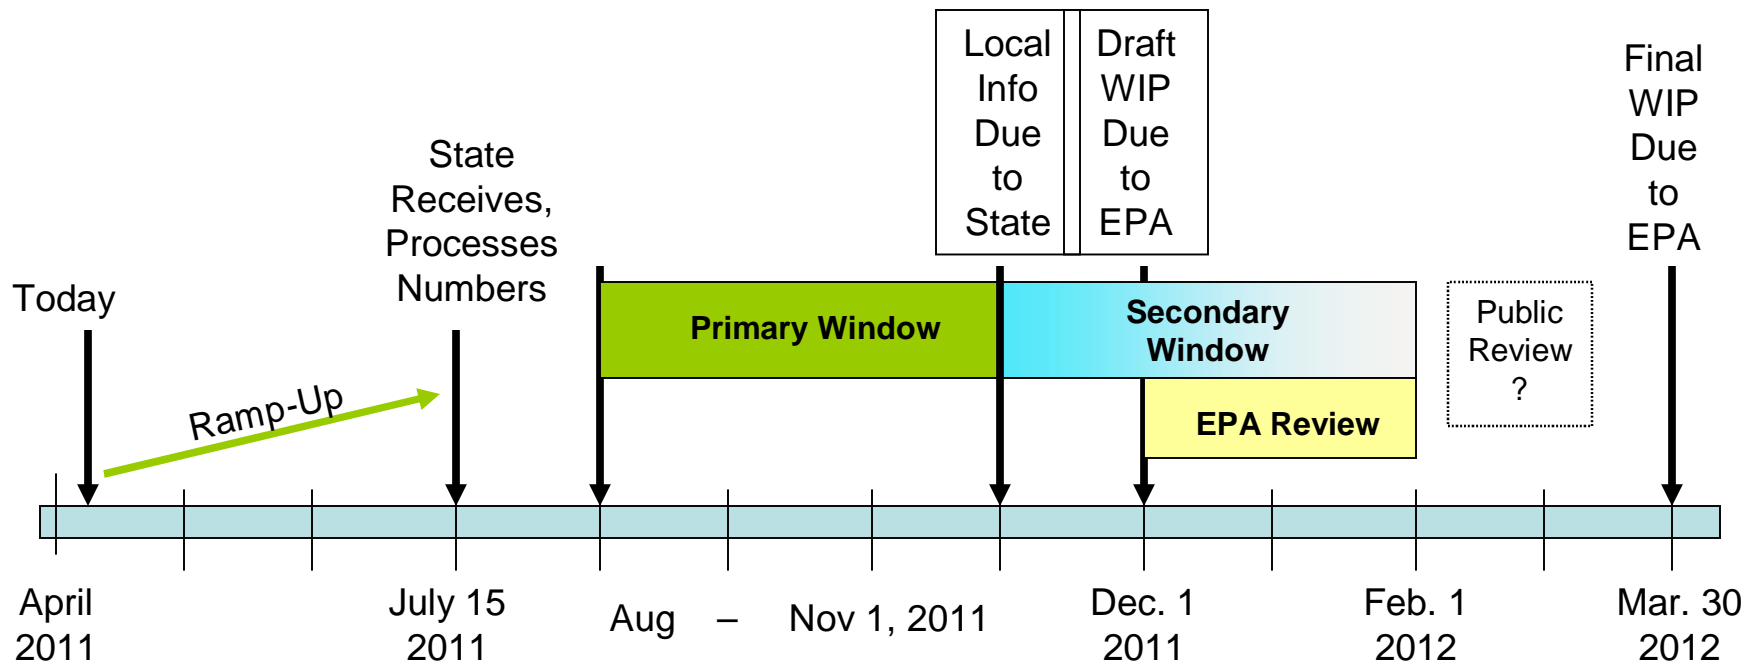 Today
Ramp-Up
State
Receives,
Processes
Numbers
Local
Info
Due
to
State
Draft
WIP
Due
to
EPA
Final
WIP
Due
to
EPA
Primary Window
Secondary
Window
EPA Review
Public
Review
?
April
2011
July 15
2011
Aug – Nov 1, 2011
Dec. 1
2011
Feb. 1
2012
Mar. 30
2012